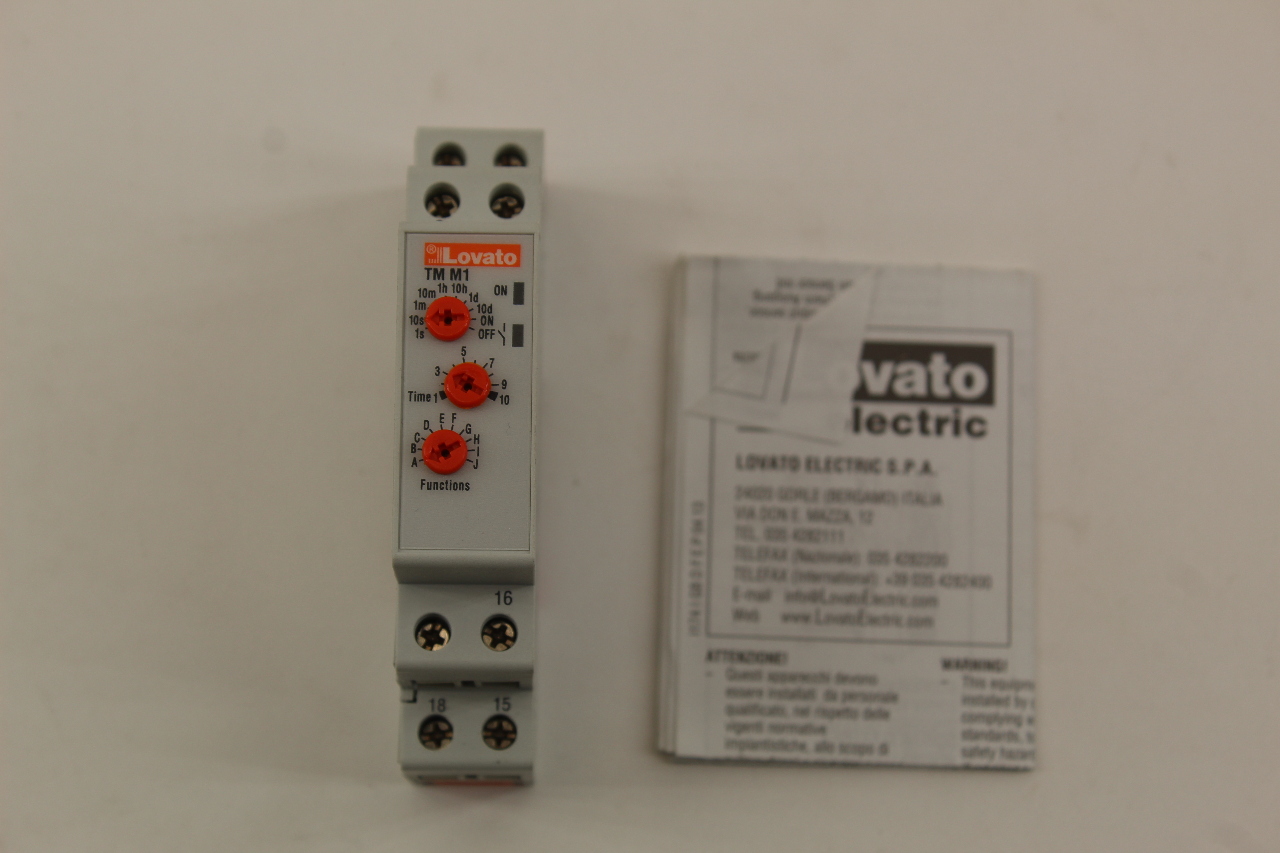 Lovato
TM M1
1s 10s 1m 10m 1h 10h 1d 10d ON OFF
ON
Time 1 3 5 7 9 10
A B C D E F G H I J
Functions
16
18 15
ovato
lectric
LOVATO ELECTRIC S.P.A.
24020 GORLE (BERGAMO) ITALIA
VIA DON E. MAZZA, 12
TEL. 035 4282111
TELEFAX (Nazionale): 035 4282200
TELEFAX (International): +39 035 4282400
E-mail info@LovatoElectric.com
Web www.LovatoElectric.com
ATTENZIONE!
– Questi apparecchi devono
essere installati da personale
qualificato, nel rispetto delle
vigenti normative
impiantistiche, allo scopo di
WARNING!
– This equipm
installed by
complying w
standards,
safety hazar